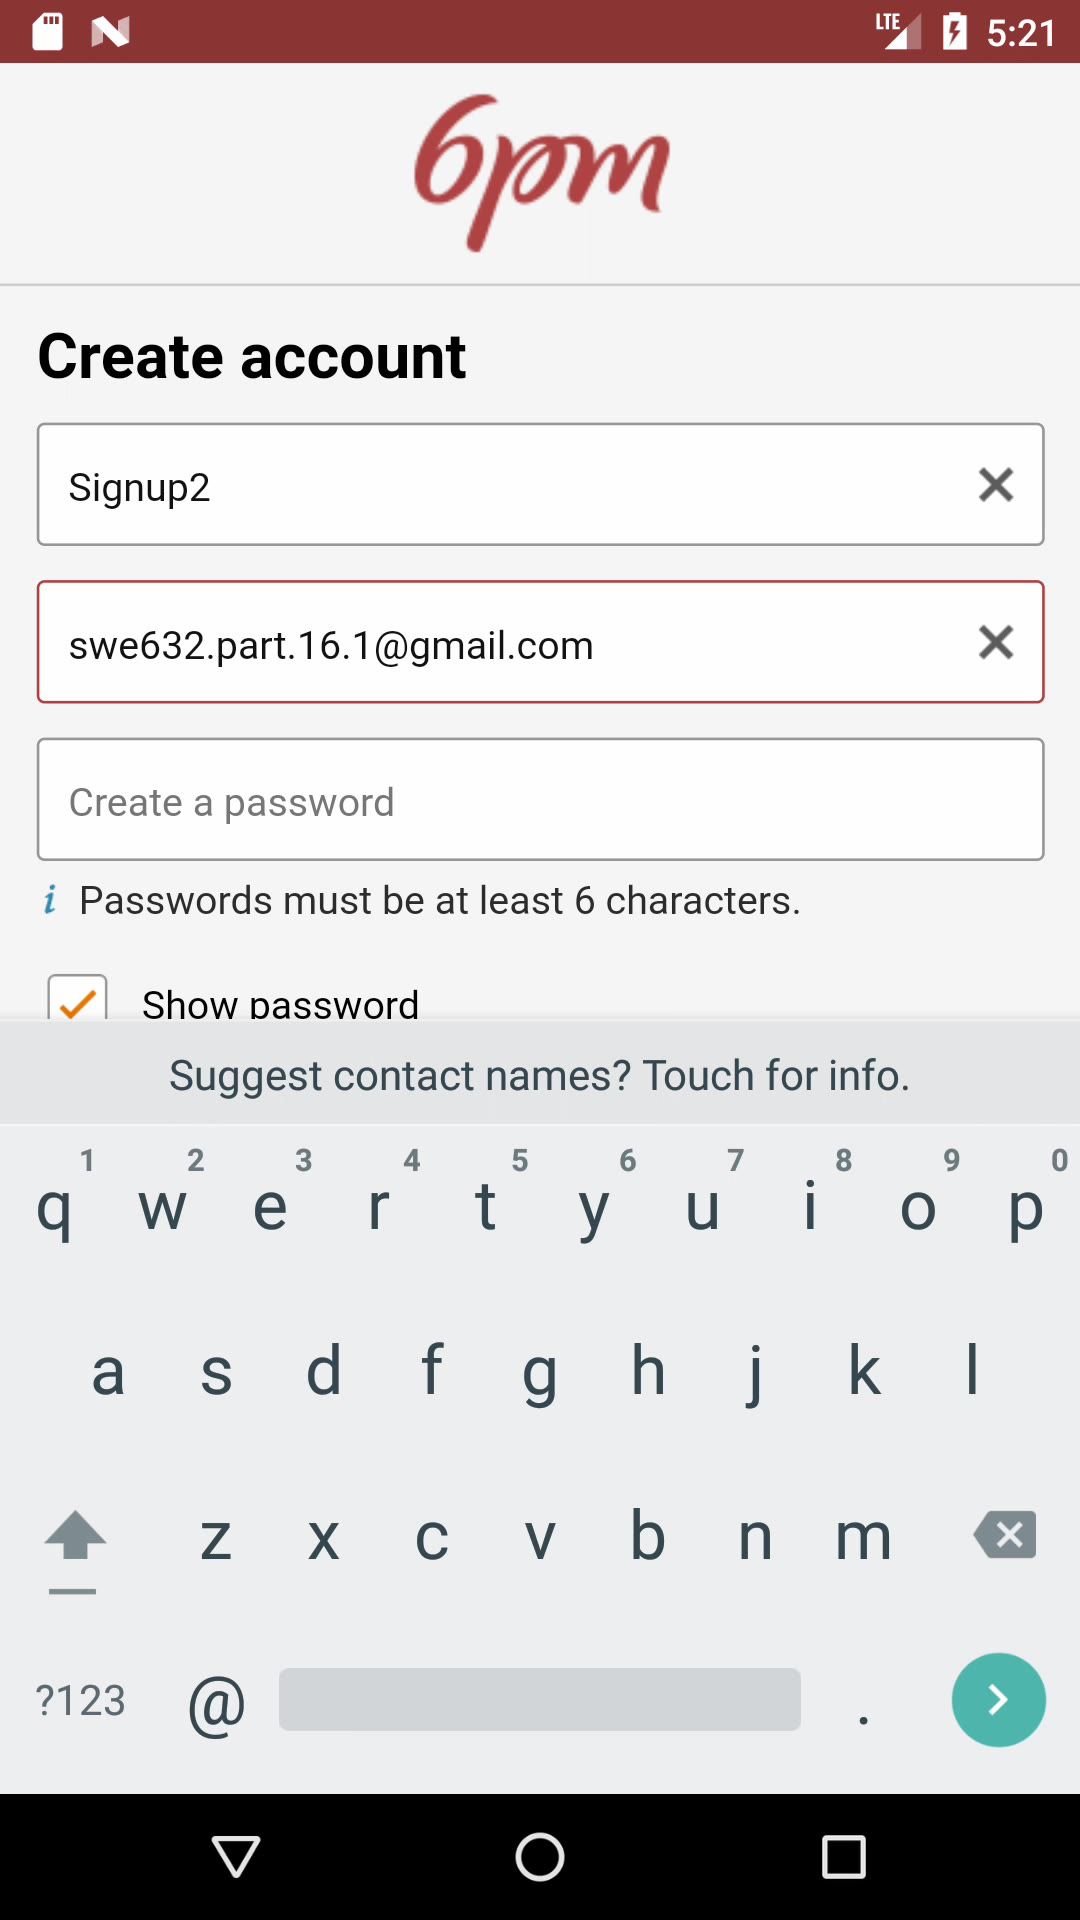 LTE 5:21
6pm
Create account
Signup2
swe632.part.16.1@gmail.com
Create a password
i Passwords must be at least 6 characters.
Show password
Suggest contact names? Touch for info.
1 2 3 4 5 6 7 8 9 0
q w e r t y u i o p
a s d f g h j k l
z x c v b n m
?123 @ .